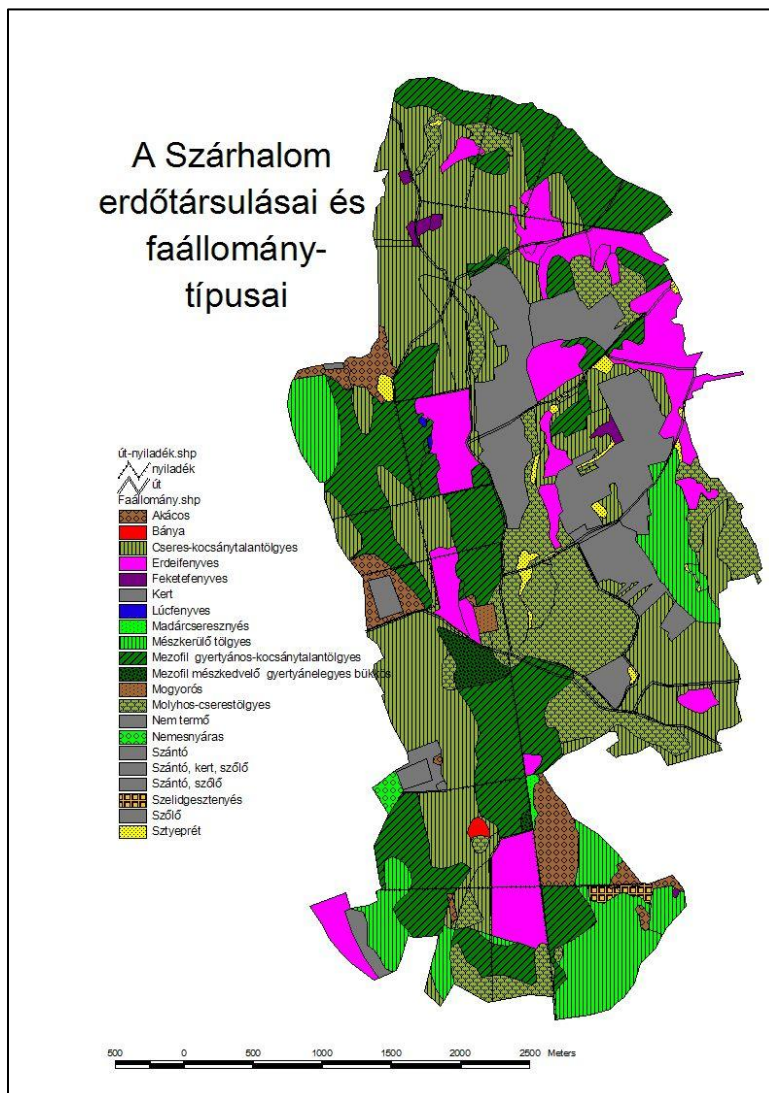 A Szárhalom
erdőtársulásai és
faállomány-
típusai
út-nyiladék.shp
nyiladék
út
Faállomány.shp
Akácos
Bánya
Cseres-kocsánytalantölgyes
Erdeifenyves
Feketefenyves
Kert
Lúcfenyves
Madárcseresznyés
Mészkerülő tölgyes
Mezofil gyertyános-kocsánytalantölgyes
Mezofil mészkedvelő gyertyánelegyes bükkös
Mogyorós
Molyhos-cserestölgyes
Nem termő
Nemesnyáras
Szántó
Szántó, kert, szőlő
Szántó, szőlő
Szelidgesztenyés
Szőlő
Sztyeprét
500 0 500 1000 1500 2000 2500 Meters